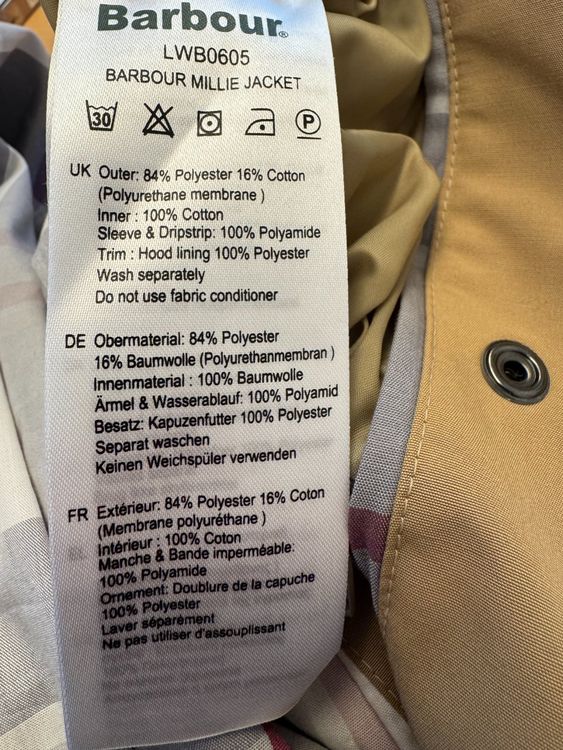 Barbour®
LWB0605
BARBOUR MILLIE JACKET
30 P
UK Outer: 84% Polyester 16% Cotton
(Polyurethane membrane )
Inner : 100% Cotton
Sleeve & Dripstrip: 100% Polyamide
Trim : Hood lining 100% Polyester
Wash separately
Do not use fabric conditioner
DE Obermaterial: 84% Polyester
16% Baumwolle (Polyurethanmembran )
Innenmaterial : 100% Baumwolle
Ärmel & Wasserablauf: 100% Polyamid
Besatz: Kapuzenfutter 100% Polyester
Separat waschen
Keinen Weichspüler verwenden
FR Extérieur: 84% Polyester 16% Coton
(Membrane polyuréthane )
Intérieur : 100% Coton
Manche & Bande imperméable:
100% Polyamide
Ornement: Doublure de la capuche
100% Polyester
Laver séparément
Ne pas utiliser d'assouplissant